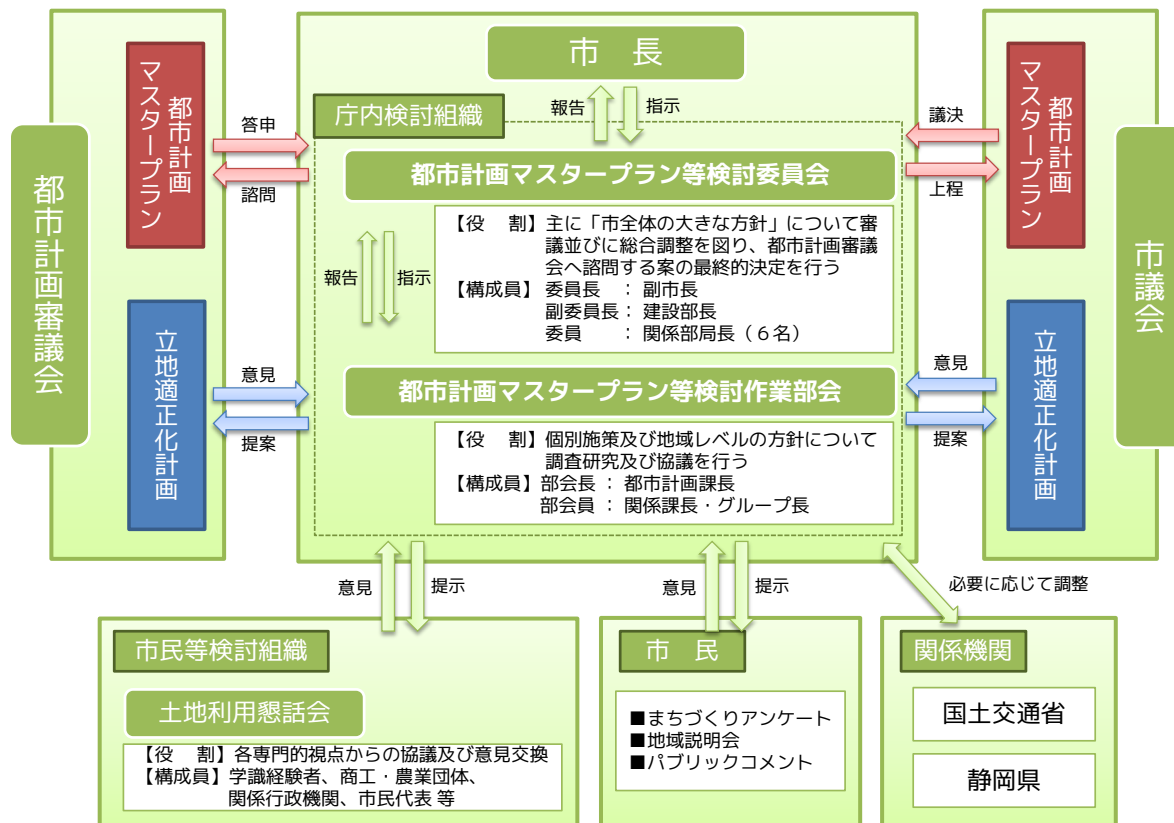 都市計画審議会
都市計画
マスタープラン
立地適正化計画
答申
諮問
意見
提案
市　長
報告
指示
庁内検討組織
都市計画マスタープラン等検討委員会
【役　割】主に「市全体の大きな方針」について審
議並びに総合調整を図り、都市計画審議
会へ諮問する案の最終的決定を行う
【構成員】委員長　：副市長
副委員長：建設部長
委員　　：関係部局長（６名）
報告
指示
都市計画マスタープラン等検討作業部会
【役　割】個別施策及び地域レベルの方針について
調査研究及び協議を行う
【構成員】部会長：都市計画課長
部会員：関係課長・グループ長
議決
上程
意見
提案
都市計画
マスタープラン
立地適正化計画
市議会
意見
提示
意見
提示
必要に応じて調整
市民等検討組織
土地利用懇話会
【役　割】各専門的視点からの協議及び意見交換
【構成員】学識経験者、商工・農業団体、
関係行政機関、市民代表 等
市　民
■まちづくりアンケート
■地域説明会
■パブリックコメント
関係機関
国土交通省
静岡県